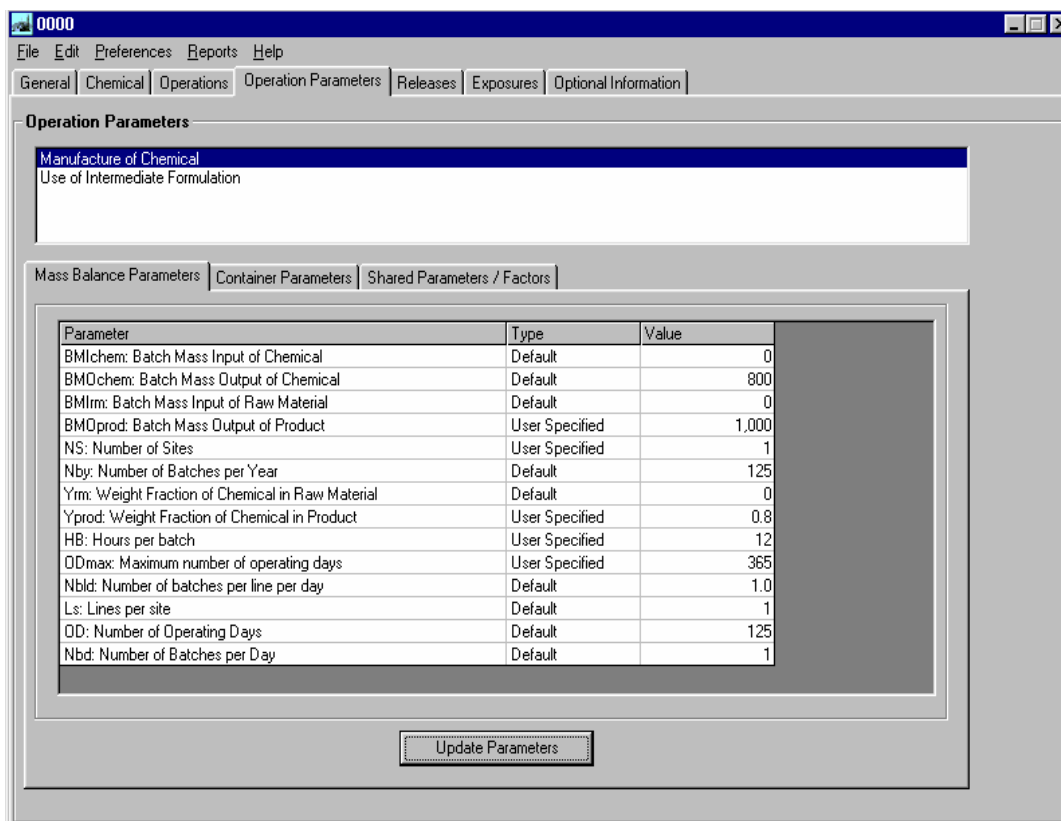 0000
File Edit Preferences Reports Help
General Chemical Operations Operation Parameters Releases Exposures Optional Information
Operation Parameters
Manufacture of Chemical
Use of Intermediate Formulation
Mass Balance Parameters Container Parameters Shared Parameters / Factors
Parameter Type Value
BMIchem: Batch Mass Input of Chemical Default 0
BMOchem: Batch Mass Output of Chemical Default 800
BMIrm: Batch Mass Input of Raw Material Default 0
BMOprod: Batch Mass Output of Product User Specified 1,000
NS: Number of Sites User Specified 1
Nby: Number of Batches per Year Default 125
Yrm: Weight Fraction of Chemical in Raw Material Default 0
Yprod: Weight Fraction of Chemical in Product User Specified 0.8
HB: Hours per batch User Specified 12
ODmax: Maximum number of operating days User Specified 365
Nbld: Number of batches per line per day Default 1.0
Ls: Lines per site Default 1
OD: Number of Operating Days Default 125
Nbd: Number of Batches per Day Default 1
Update Parameters